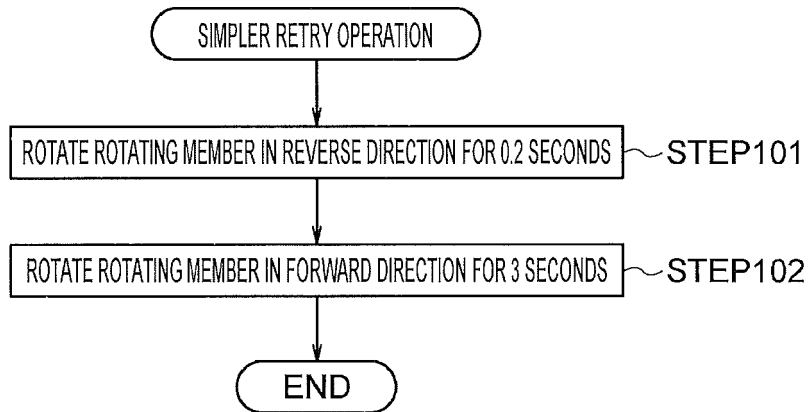 SIMPLER RETRY OPERATION
ROTATE ROTATING MEMBER IN REVERSE DIRECTION FOR 0.2 SECONDS STEP101
ROTATE ROTATING MEMBER IN FORWARD DIRECTION FOR 3 SECONDS STEP102
END